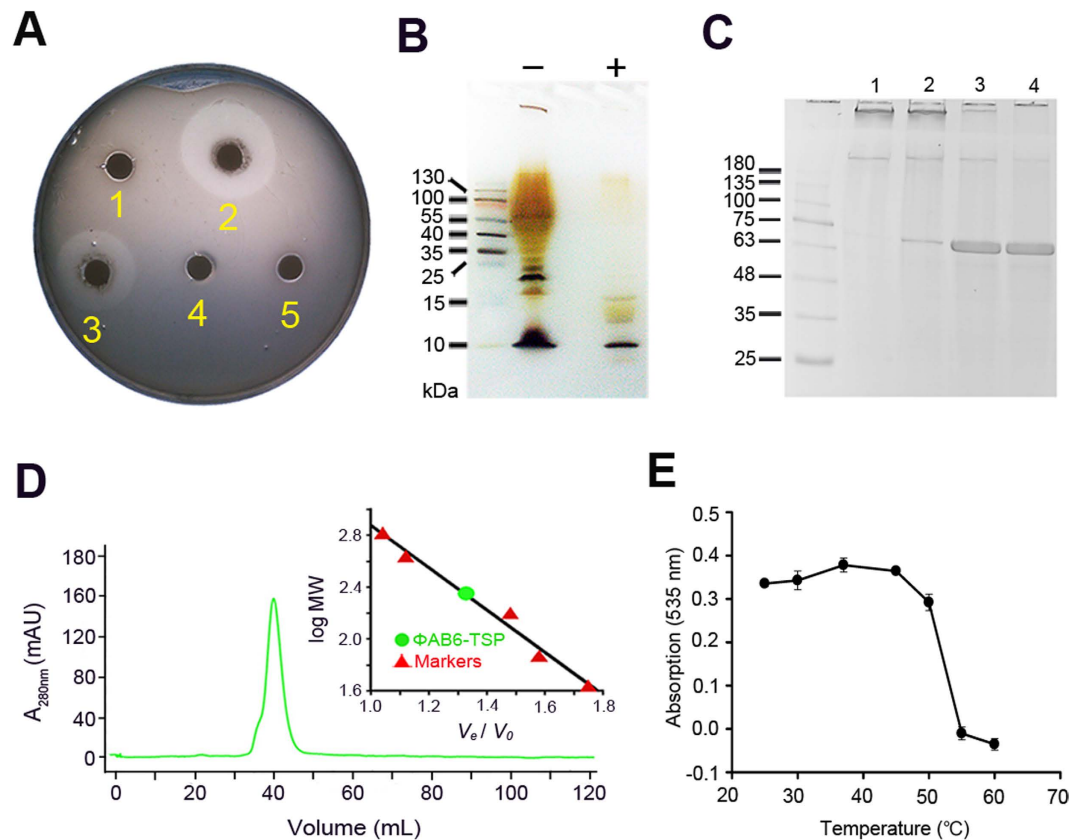 A
1
2
3
4
5
B
− +
130
100
55
40
35
25
15
10
kDa
C
1 2 3 4
180
135
100
75
63
48
35
25
D
A280nm (mAU)
180
160
120
80
40
0
0 20 40 60 80 100 120
Volume (mL)
log MW
2.8
2.4
2.0
1.6
ΦAB6-TSP
Markers
1.0 1.2 1.4 1.6 1.8
Ve / V0
E
Absorption (535 nm)
0.5
0.4
0.3
0.2
0.1
0.0
-0.1
20 30 40 50 60 70
Temperature (°C)